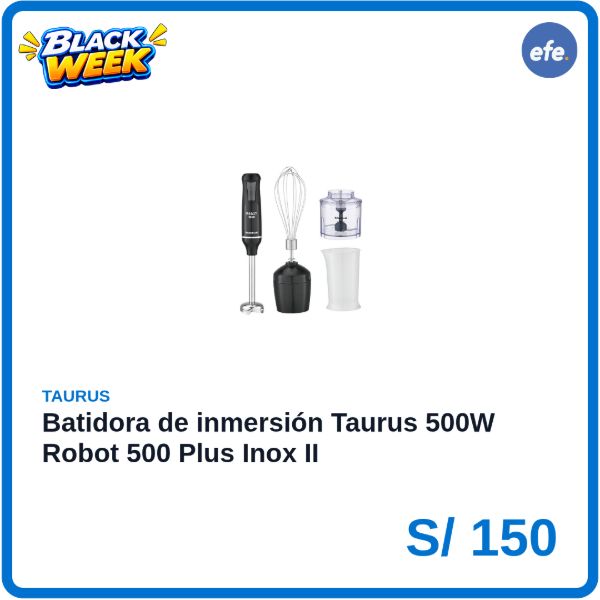 BLACK
WEEK
efe.
TAURUS
Batidora de inmersión Taurus 500W
Robot 500 Plus Inox II
S/ 150